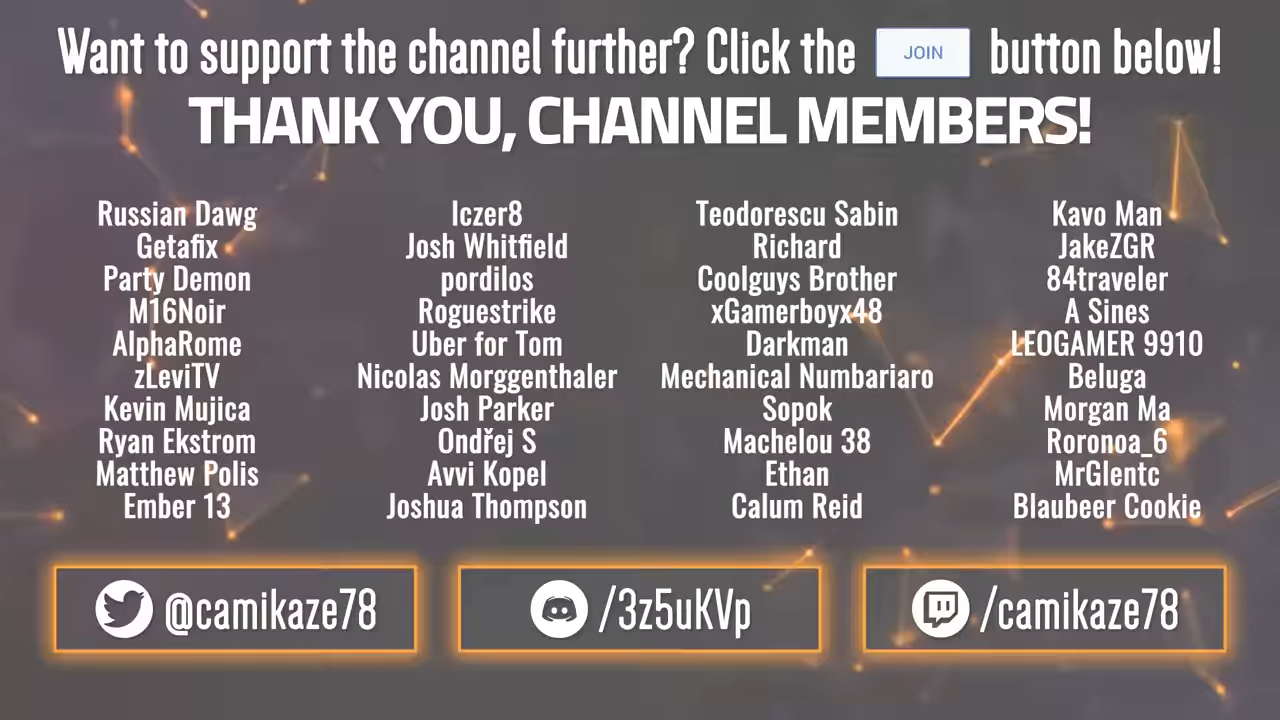 Want to support the channel further? Click the JOIN button below!
THANK YOU, CHANNEL MEMBERS!
Russian Dawg
Getafix
Party Demon
M16Noir
AlphaRome
zLeviTV
Kevin Mujica
Ryan Ekstrom
Matthew Polis
Ember 13
Iczer8
Josh Whitfield
pordilos
Roguestrike
Uber for Tom
Nicolas Morggenthaler
Josh Parker
Ondřej S
Avvi Kopel
Joshua Thompson
Teodorescu Sabin
Richard
Coolguys Brother
xGamerboyx48
Darkman
Mechanical Numbariaro
Sopok
Machelou 38
Ethan
Calum Reid
Kavo Man
JakeZGR
84traveler
A Sines
LEOGAMER 9910
Beluga
Morgan Ma
Roronoa_6
MrGlentc
Blaubeer Cookie
@camikaze78
/3z5uKVp
/camikaze78